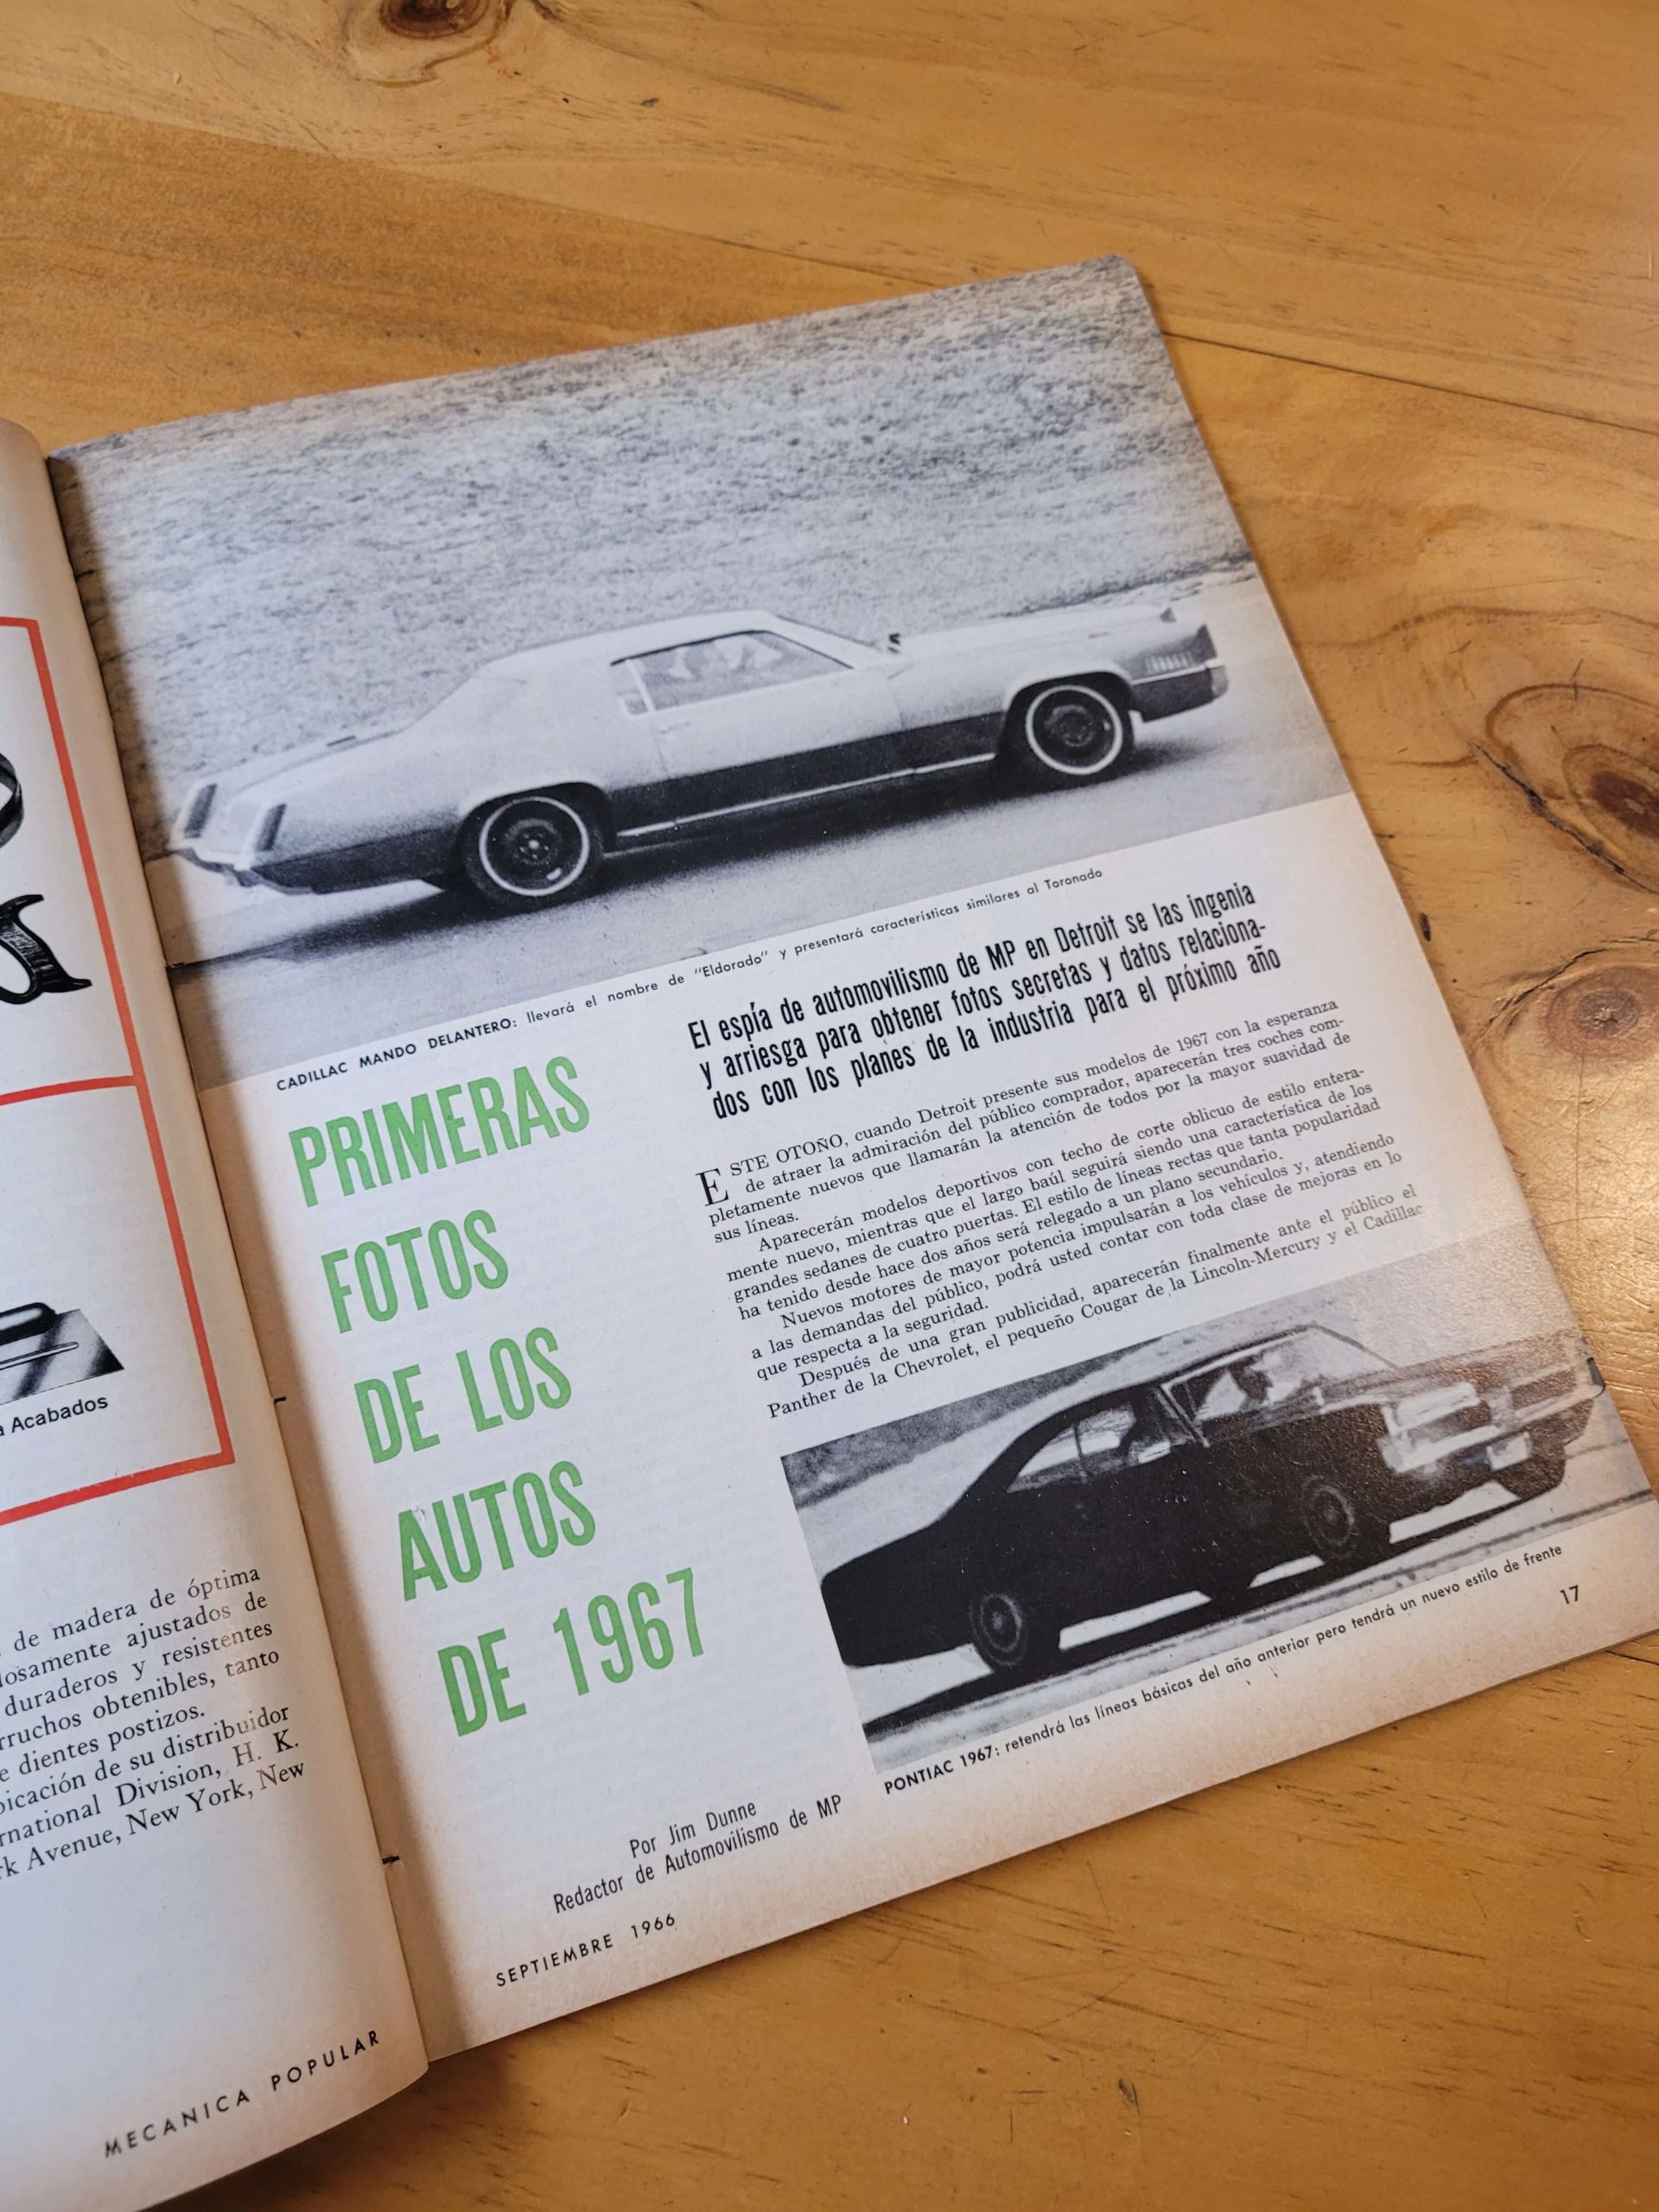 a Acabados
de madera de óptima
losamente ajustados de
duraderos y resistentes
rruchos obtenibles, tanto
e dientes postizos.
bicación de su distribuidor
rnational Division, H. K.
rk Avenue, New York, New
MECANICA POPULAR
CADILLAC MANDO DELANTERO: llevará el nombre de "Eldorado" y presentará características similares al Toronado
PRIMERAS
FOTOS
DE LOS
AUTOS
DE 1967
Por Jim Dunne
Redactor de Automovilismo de MP
El espía de automovilismo de MP en Detroit se las ingenia
y arriesga para obtener fotos secretas y datos relaciona-
dos con los planes de la industria para el próximo año
ESTE OTOÑO, cuando Detroit presente sus modelos de 1967 con la esperanza
de atraer la admiración del público comprador, aparecerán tres coches com-
pletamente nuevos que llamarán la atención de todos por la mayor suavidad de
sus líneas.
Aparecerán modelos deportivos con techo de corte oblicuo de estilo entera-
mente nuevo, mientras que el largo baúl seguirá siendo una característica de los
grandes sedanes de cuatro puertas. El estilo de líneas rectas que tanta popularidad
ha tenido desde hace dos años será relegado a un plano secundario.
Nuevos motores de mayor potencia impulsarán a los vehículos y, atendiendo
a las demandas del público, podrá usted contar con toda clase de mejoras en lo
que respecta a la seguridad.
Después de una gran publicidad, aparecerán finalmente ante el público el
Panther de la Chevrolet, el pequeño Cougar de la Lincoln-Mercury y el Cadillac
PONTIAC 1967: retendrá las líneas básicas del año anterior pero tendrá un nuevo estilo de frente
SEPTIEMBRE 1966
17